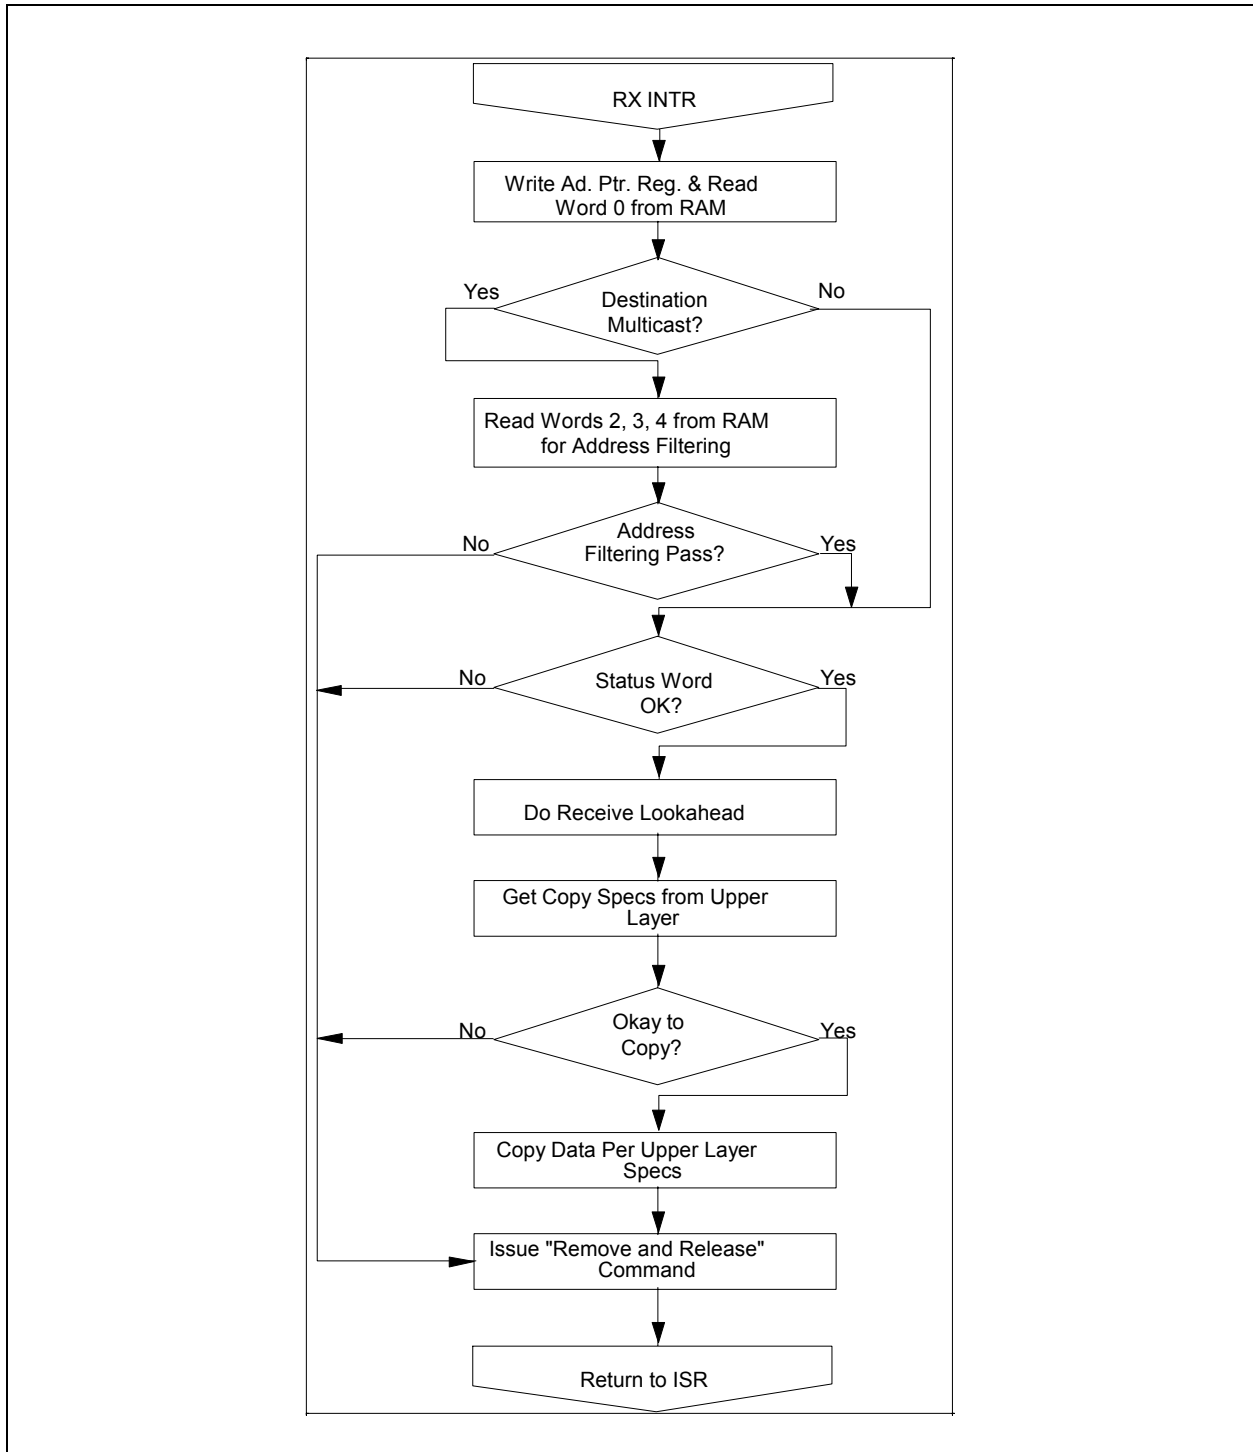 RX INTR
Write Ad. Ptr. Reg. & Read
Word 0 from RAM
Yes
No
Destination
Multicast?
Read Words 2, 3, 4 from RAM
for Address Filtering
No
Address
Filtering Pass?
Yes
No
Status Word
OK?
Yes
Do Receive Lookahead
Get Copy Specs from Upper
Layer
No
Okay to
Copy?
Yes
Copy Data Per Upper Layer
Specs
Issue "Remove and Release"
Command
Return to ISR